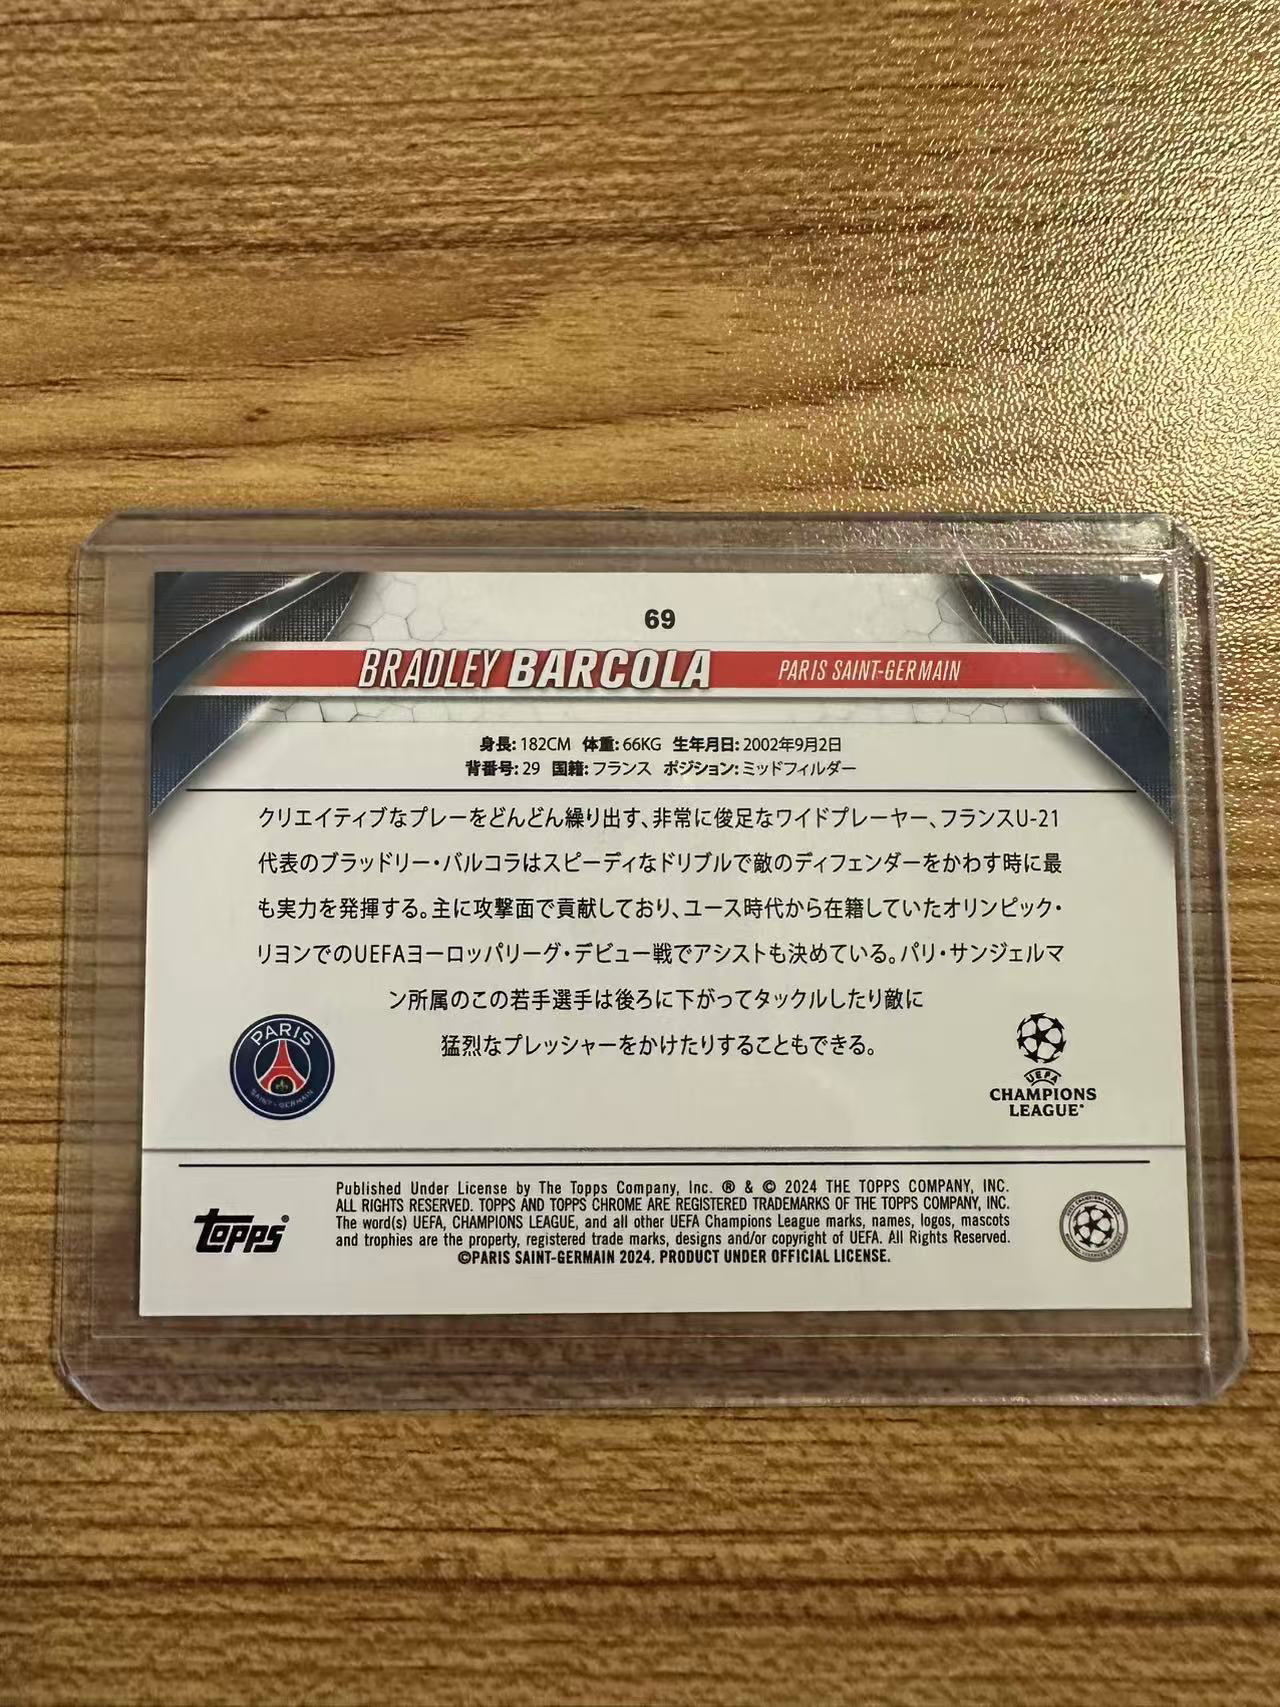 69
BRADLEY BARCOLA PARIS SAINT-GERMAIN
身長: 182CM 体重: 66KG 生年月日: 2002年9月2日
背番号: 29 国籍: フランス ポジション: ミッドフィルダー
クリエイティブなプレーをどんどん繰り出す、非常に俊足なワイドプレーヤー、フランスU-21
代表のブラッドリー・バルコラはスピーディなドリブルで敵のディフェンダーをかわす時に最
も実力を発揮する。主に攻撃面で貢献しており、ユース時代から在籍していたオリンピック・
リヨンでのUEFAヨーロッパリーグ・デビュー戦でアシストも決めている。パリ・サンジェルマ
ン所属のこの若手選手は後ろに下がってタックルしたり敵に
猛烈なプレッシャーをかけたりすることもできる。
PARIS
SAINT-GERMAIN
UEFA
CHAMPIONS
LEAGUE
Topps®
Published Under License by The Topps Company, Inc. ® & © 2024 THE TOPPS COMPANY, INC.
ALL RIGHTS RESERVED. TOPPS AND TOPPS CHROME ARE REGISTERED TRADEMARKS OF THE TOPPS COMPANY, INC.
The word(s) UEFA, CHAMPIONS LEAGUE, and all other UEFA Champions League marks, names, logos, mascots
and trophies are the property, registered trade marks, designs and/or copyright of UEFA. All Rights Reserved.
©PARIS SAINT-GERMAIN 2024. PRODUCT UNDER OFFICIAL LICENSE.